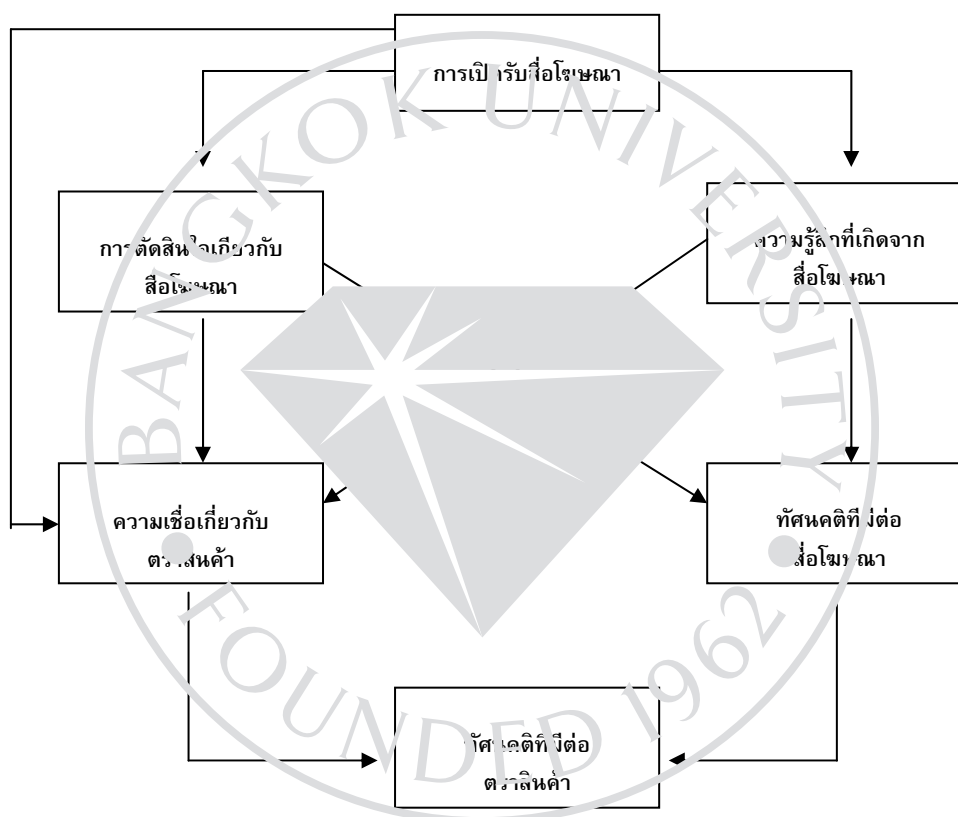 การเปิดรับสื่อโฆษณา
BANGKOK UNIVERSITY
การตัดสินใจเกี่ยวกับ
สื่อโฆษณา
ความรู้สึกที่เกิดจาก
สื่อโฆษณา
ความเชื่อเกี่ยวกับ
ตราสินค้า
ทัศนคติที่มีต่อ
สื่อโฆษณา
ทัศนคติที่มีต่อ
ตราสินค้า
FOUNDED 1962